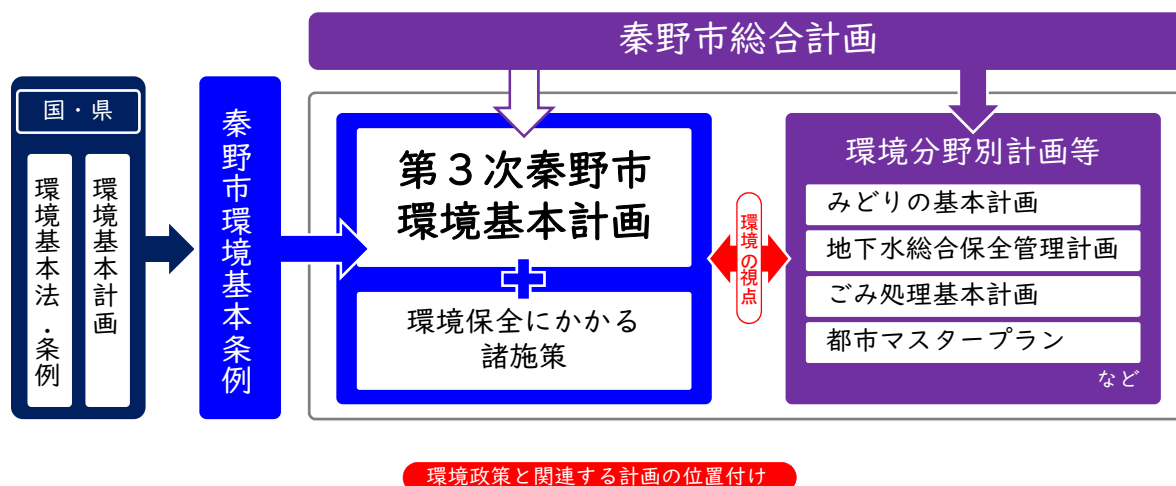 秦野市総合計画
国・県
環境基本法・条例
環境基本計画
秦野市環境基本条例
第3次秦野市
環境基本計画
環境保全にかかる
諸施策
環境の視点
環境分野別計画等
みどりの基本計画
地下水総合保全管理計画
ごみ処理基本計画
都市マスタープラン
など
環境政策と関連する計画の位置付け